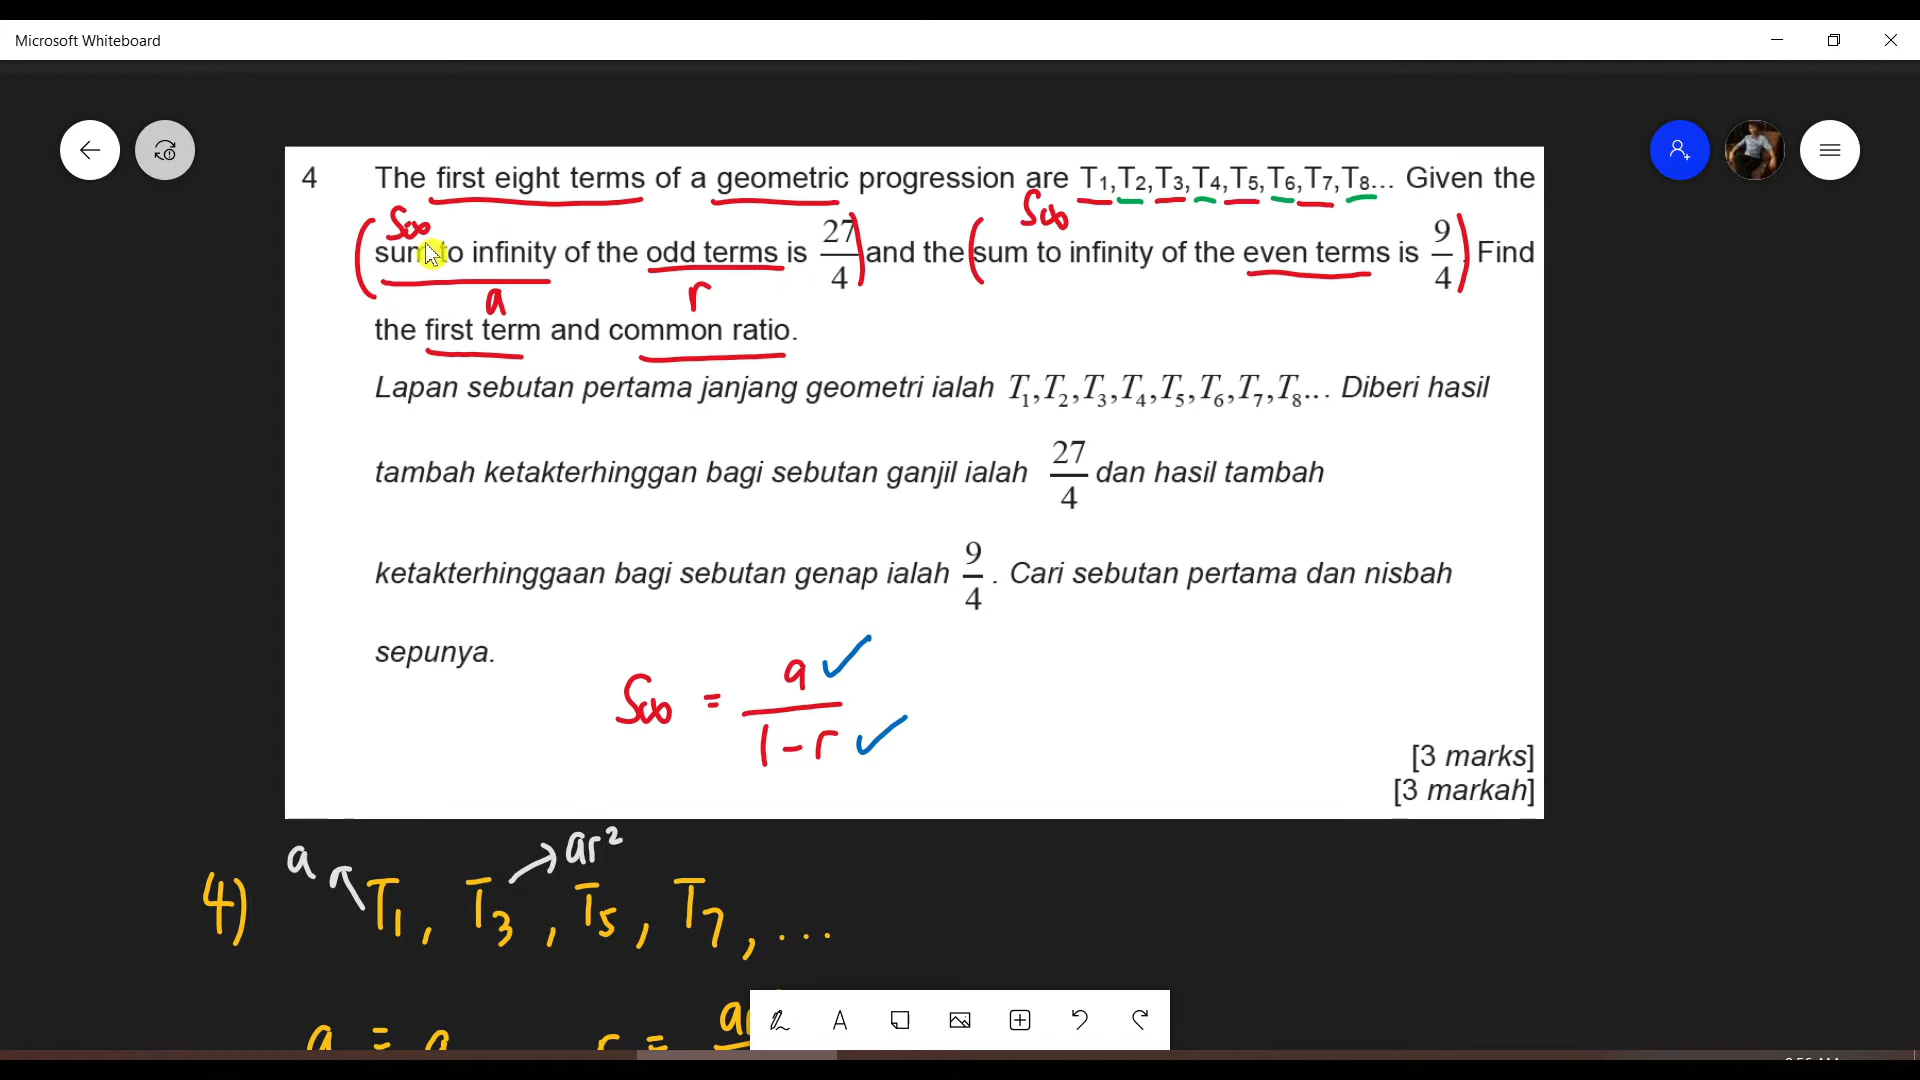 Microsoft Whiteboard
4 The first eight terms of a geometric progression are T₁,T₂,T₃,T₄,T₅,T₆,T₇,T₈... Given the
S∞ S∞
sum to infinity of the odd terms is 27/4 and the sum to infinity of the even terms is 9/4. Find
a r
the first term and common ratio.
Lapan sebutan pertama janjang geometri ialah T₁,T₂,T₃,T₄,T₅,T₆,T₇,T₈... Diberi hasil
tambah ketakterhinggan bagi sebutan ganjil ialah 27/4 dan hasil tambah
ketakterhinggaan bagi sebutan genap ialah 9/4. Cari sebutan pertama dan nisbah
sepunya.
S∞ = a/(1-r)
[3 marks]
[3 markah]
a ar²
4) T₁, T₃, T₅, T₇, ...
a = a r =